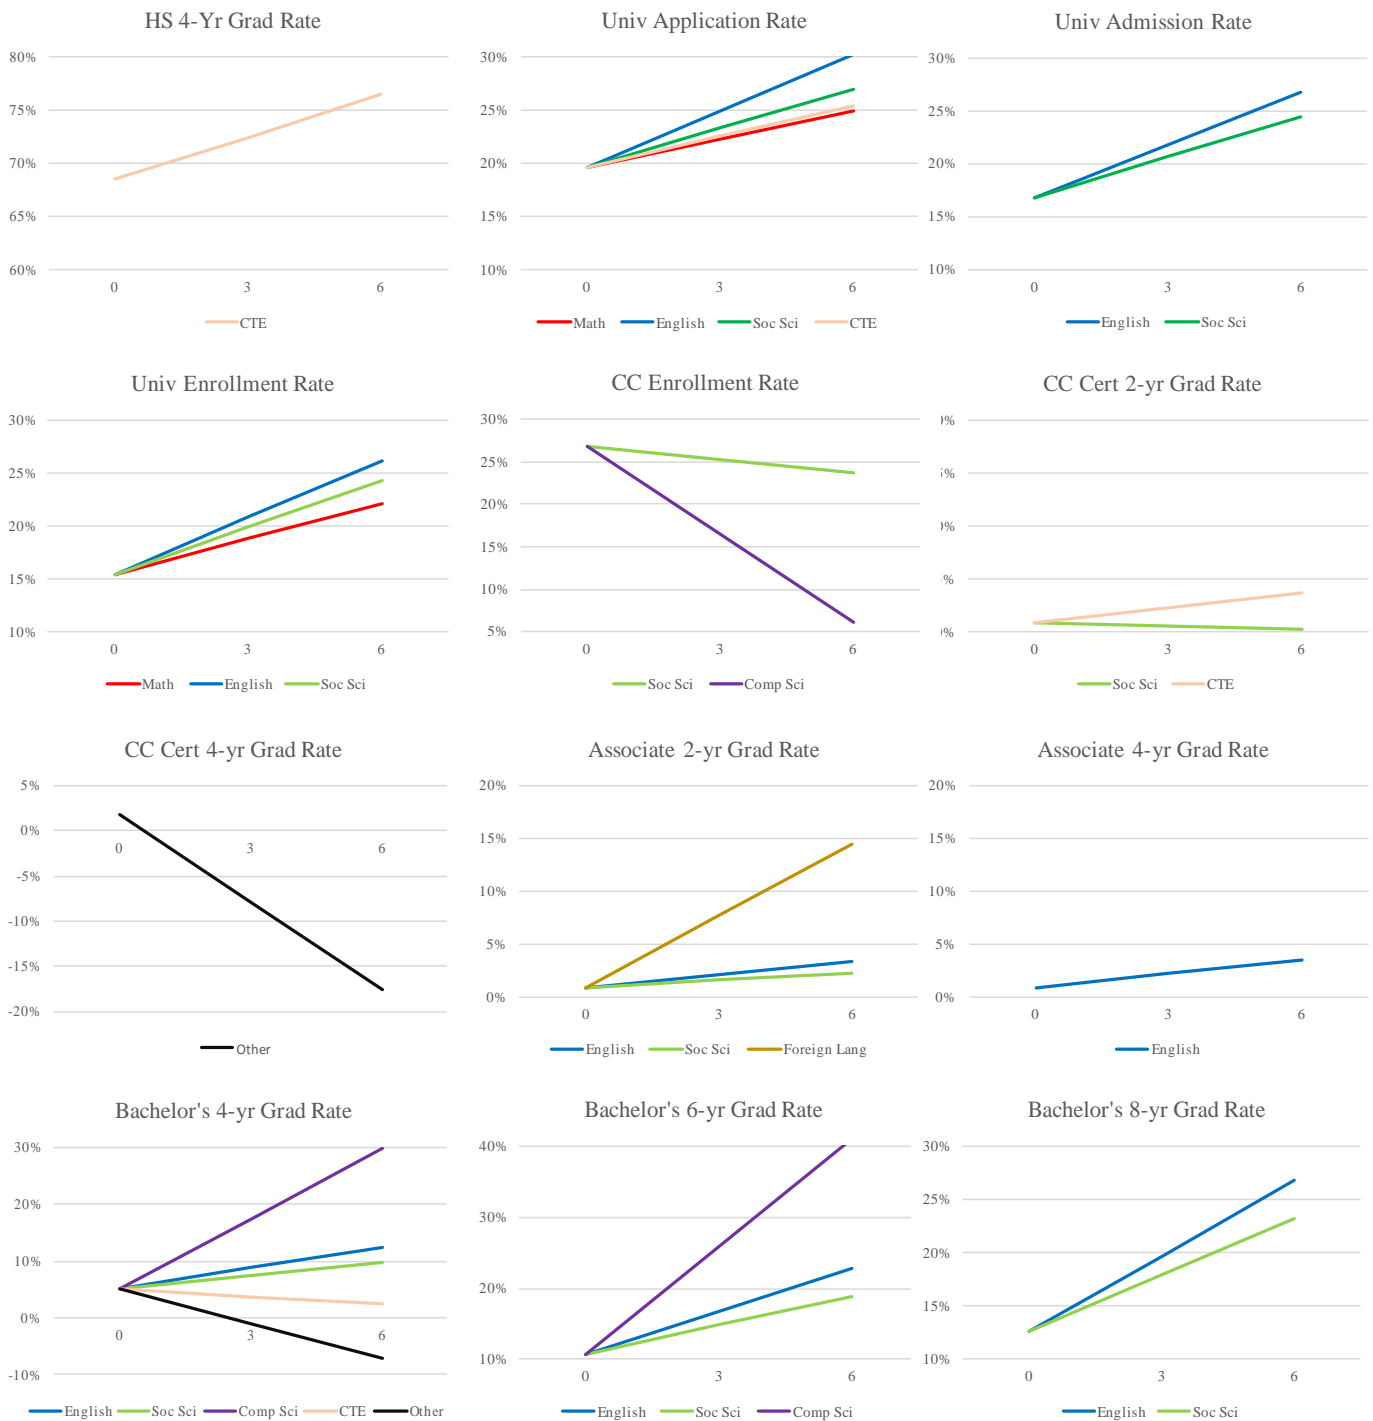 HS 4-Yr Grad Rate
80%
75%
70%
65%
60%
0 3 6
CTE
Univ Application Rate
30%
25%
20%
15%
10%
0 3 6
Math English Soc Sci CTE
Univ Admission Rate
30%
25%
20%
15%
10%
0 3 6
English Soc Sci
Univ Enrollment Rate
30%
25%
20%
15%
10%
0 3 6
Math English Soc Sci
CC Enrollment Rate
30%
25%
20%
15%
10%
5%
0 3 6
Soc Sci Comp Sci
CC Cert 2-yr Grad Rate
0%
5%
0%
5%
0%
0 3 6
Soc Sci CTE
CC Cert 4-yr Grad Rate
5%
0%
-5%
-10%
-15%
-20%
0 3 6
Other
Associate 2-yr Grad Rate
20%
15%
10%
5%
0%
0 3 6
English Soc Sci Foreign Lang
Associate 4-yr Grad Rate
20%
15%
10%
5%
0%
0 3 6
English
Bachelor's 4-yr Grad Rate
30%
20%
10%
0%
-10%
0 3 6
English Soc Sci Comp Sci CTE Other
Bachelor's 6-yr Grad Rate
40%
30%
20%
10%
0 3 6
English Soc Sci Comp Sci
Bachelor's 8-yr Grad Rate
30%
25%
20%
15%
10%
0 3 6
English Soc Sci